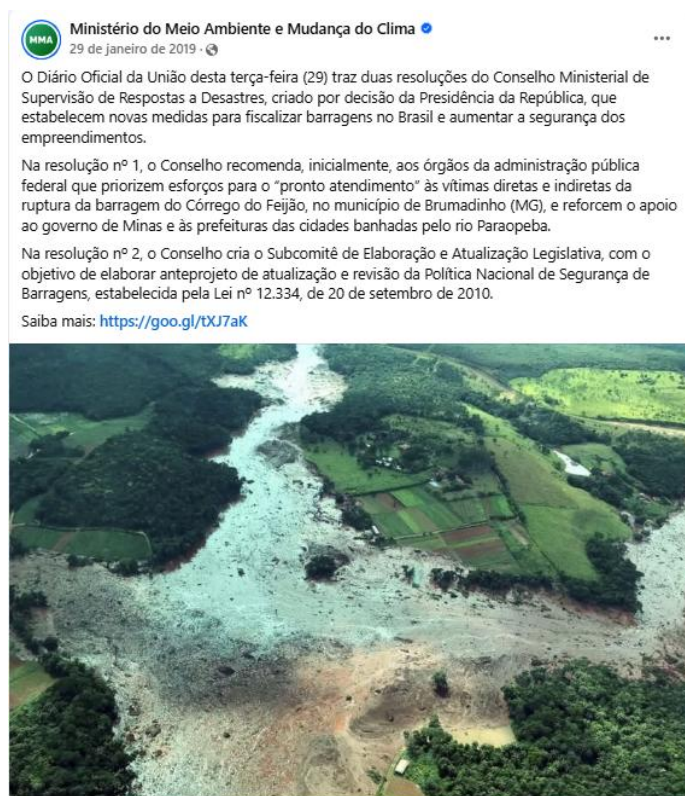 MMA
Ministério do Meio Ambiente e Mudança do Clima
29 de janeiro de 2019 ·
O Diário Oficial da União desta terça-feira (29) traz duas resoluções do Conselho Ministerial de
Supervisão de Respostas a Desastres, criado por decisão da Presidência da República, que
estabelecem novas medidas para fiscalizar barragens no Brasil e aumentar a segurança dos
empreendimentos.
Na resolução nº 1, o Conselho recomenda, inicialmente, aos órgãos da administração pública
federal que priorizem esforços para o “pronto atendimento” às vítimas diretas e indiretas da
ruptura da barragem do Córrego do Feijão, no município de Brumadinho (MG), e reforcem o apoio
ao governo de Minas e às prefeituras das cidades banhadas pelo rio Paraopeba.
Na resolução nº 2, o Conselho cria o Subcomitê de Elaboração e Atualização Legislativa, com o
objetivo de elaborar anteprojeto de atualização e revisão da Política Nacional de Segurança de
Barragens, estabelecida pela Lei nº 12.334, de 20 de setembro de 2010.
Saiba mais: https://goo.gl/tXJ7aK